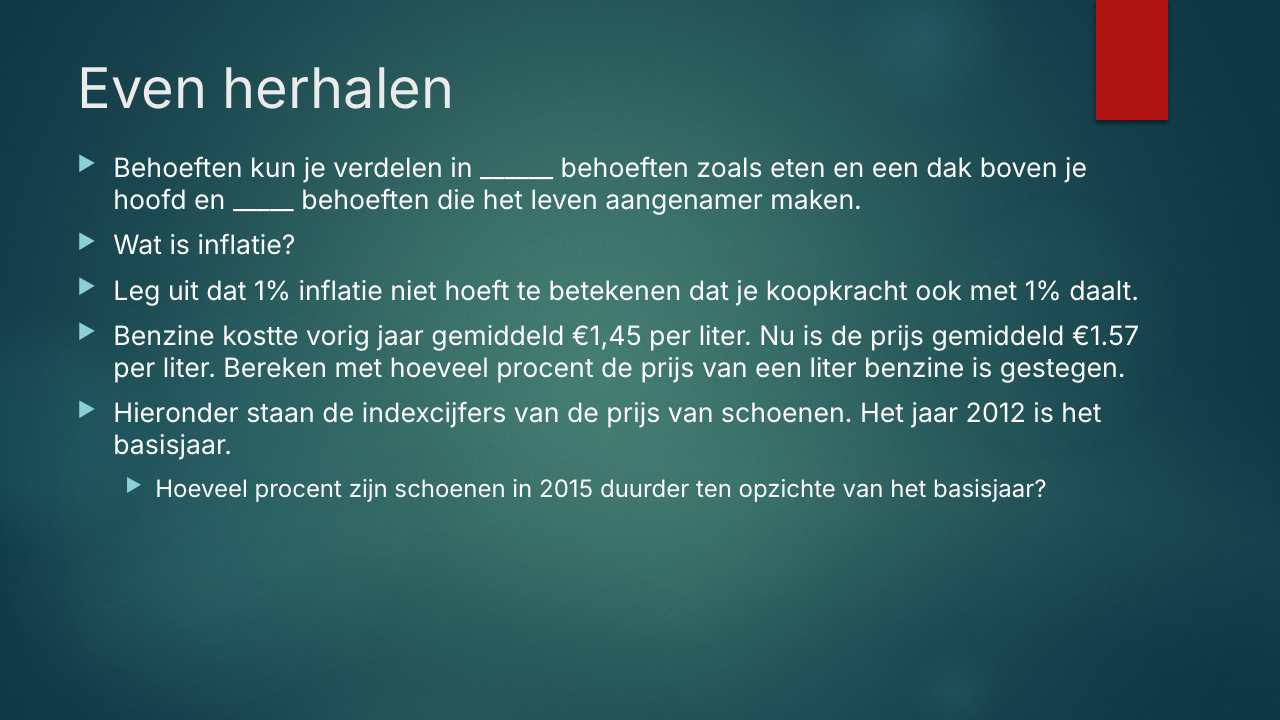 Even herhalen
Behoeften kun je verdelen in ______ behoeften zoals eten en een dak boven je
hoofd en _____ behoeften die het leven aangenamer maken.
Wat is inflatie?
Leg uit dat 1% inflatie niet hoeft te betekenen dat je koopkracht ook met 1% daalt.
Benzine kostte vorig jaar gemiddeld €1,45 per liter. Nu is de prijs gemiddeld €1.57
per liter. Bereken met hoeveel procent de prijs van een liter benzine is gestegen.
Hieronder staan de indexcijfers van de prijs van schoenen. Het jaar 2012 is het
basisjaar.
Hoeveel procent zijn schoenen in 2015 duurder ten opzichte van het basisjaar?